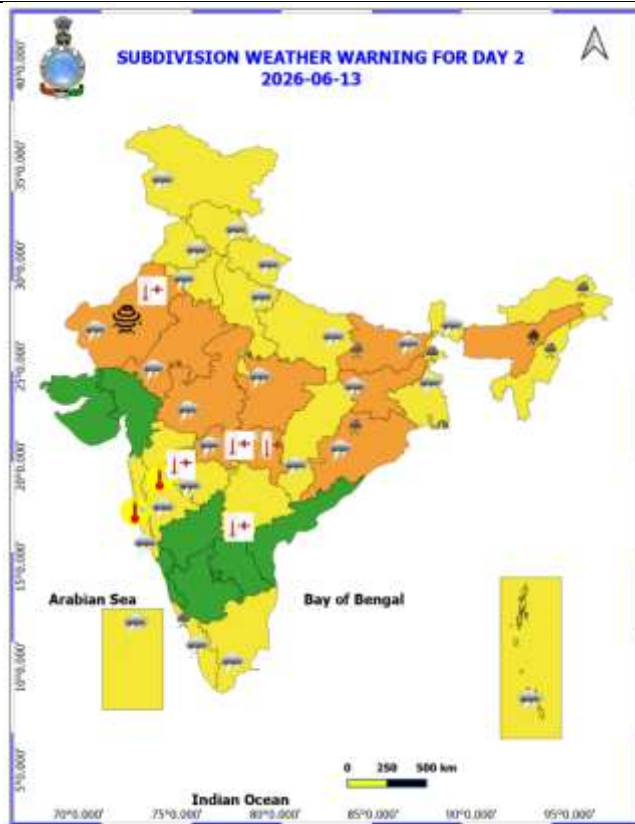 SUBDIVISION WEATHER WARNING FOR DAY 2
2026-06-13
40°0.000'
35°0.000'
30°0.000'
25°0.000'
20°0.000'
15°0.000'
10°0.000'
5°0.000'
Arabian Sea
Bay of Bengal
0 250 500 km
Indian Ocean
70°0.000' 75°0.000' 80°0.000' 85°0.000' 90°0.000' 95°0.000'